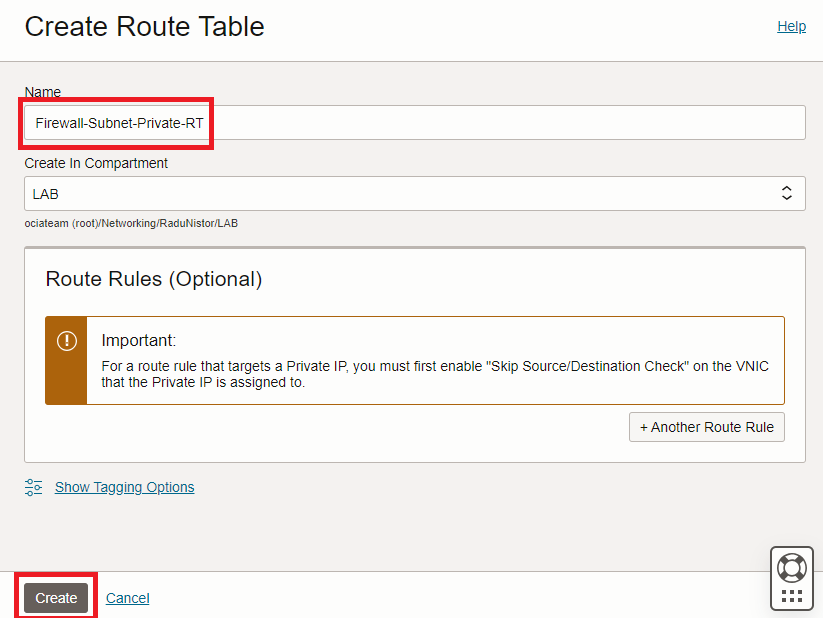 Create Route Table
Help
Name
Firewall-Subnet-Private-RT
Create In Compartment
LAB
ociateam (root)/Networking/RaduNistor/LAB
Route Rules (Optional)
Important:
For a route rule that targets a Private IP, you must first enable "Skip Source/Destination Check" on the VNIC
that the Private IP is assigned to.
+ Another Route Rule
Show Tagging Options
Create
Cancel